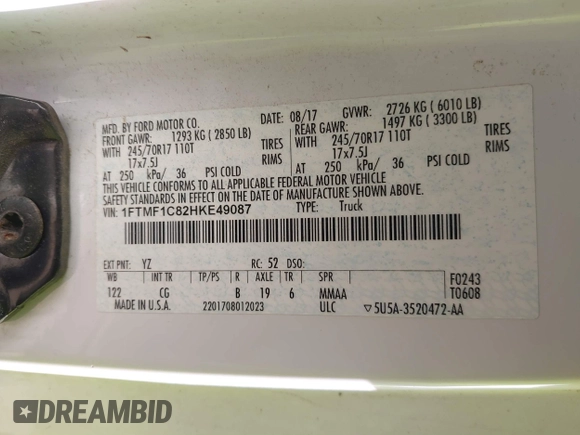 MFD. BY FORD MOTOR CO.
DATE: 08/17 GVWR: 2726 KG ( 6010 LB)
FRONT GAWR: 1293 KG ( 2850 LB) REAR GAWR: 1497 KG ( 3300 LB)
WITH 245/70R17 110T TIRES WITH 245/70R17 110T TIRES
17x7.5J RIMS 17x7.5J RIMS
AT 250 kPa/ 36 PSI COLD AT 250 kPa/ 36 PSI COLD
THIS VEHICLE CONFORMS TO ALL APPLICABLE FEDERAL MOTOR VEHICLE
SAFETY STANDARDS IN EFFECT ON THE DATE OF MANUFACTURE SHOWN ABOVE.
VIN: 1FTMF1C82HKE49087 TYPE: Truck
EXT PNT: YZ RC: 52 DSO:
WB INT TR TP/PS R AXLE TR SPR F0243
122 CG B 19 6 MMAA T0608
MADE IN U.S.A. 2201708012023 ULC ▽5U5A-3520472-AA
DREAMBID